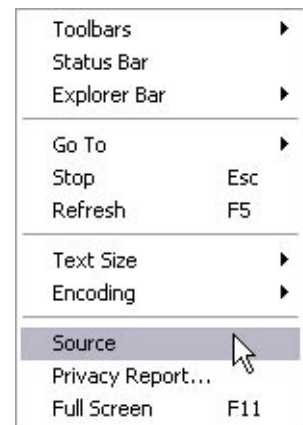 Toolbars
Status Bar
Explorer Bar
Go To
Stop Esc
Refresh F5
Text Size
Encoding
Source
Privacy Report...
Full Screen F11